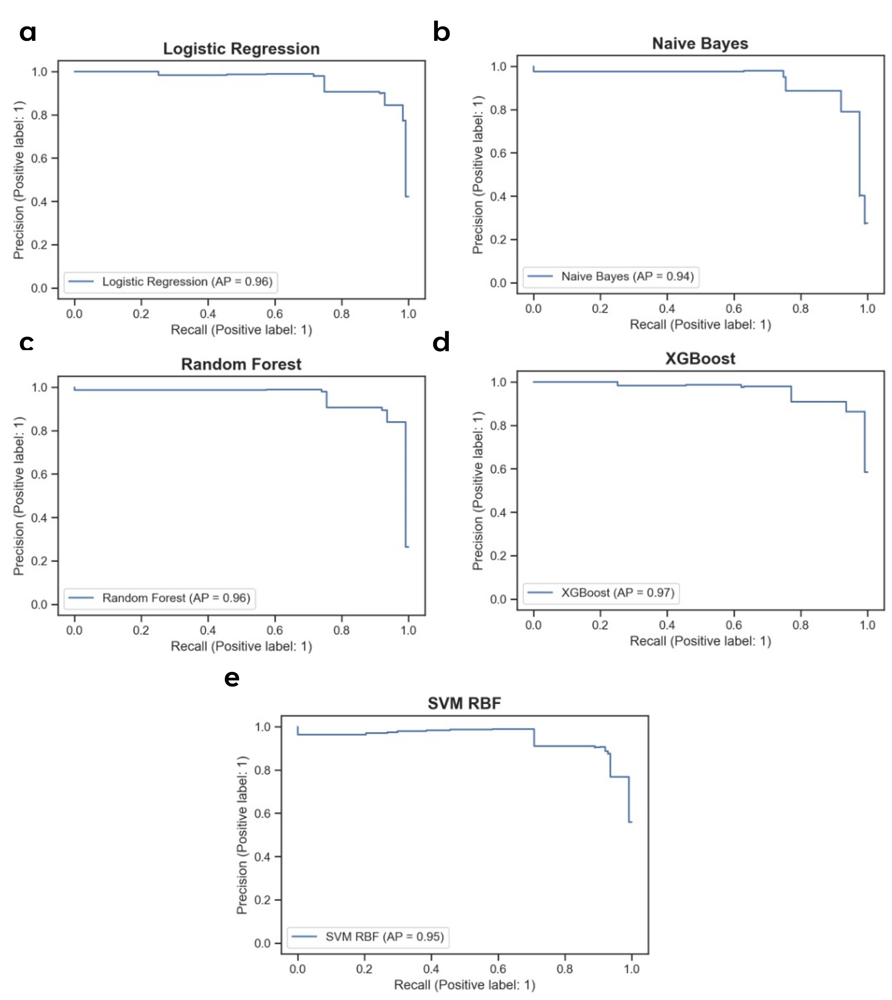 a
Logistic Regression
1.0
0.8
0.6
0.4
0.2
0.0
Precision (Positive label: 1)
Logistic Regression (AP = 0.96)
0.0 0.2 0.4 0.6 0.8 1.0
Recall (Positive label: 1)
b
Naive Bayes
1.0
0.8
0.6
0.4
0.2
0.0
Precision (Positive label: 1)
Naive Bayes (AP = 0.94)
0.0 0.2 0.4 0.6 0.8 1.0
Recall (Positive label: 1)
c
Random Forest
1.0
0.8
0.6
0.4
0.2
0.0
Precision (Positive label: 1)
Random Forest (AP = 0.96)
0.0 0.2 0.4 0.6 0.8 1.0
Recall (Positive label: 1)
d
XGBoost
1.0
0.8
0.6
0.4
0.2
0.0
Precision (Positive label: 1)
XGBoost (AP = 0.97)
0.0 0.2 0.4 0.6 0.8 1.0
Recall (Positive label: 1)
e
SVM RBF
1.0
0.8
0.6
0.4
0.2
0.0
Precision (Positive label: 1)
SVM RBF (AP = 0.95)
0.0 0.2 0.4 0.6 0.8 1.0
Recall (Positive label: 1)